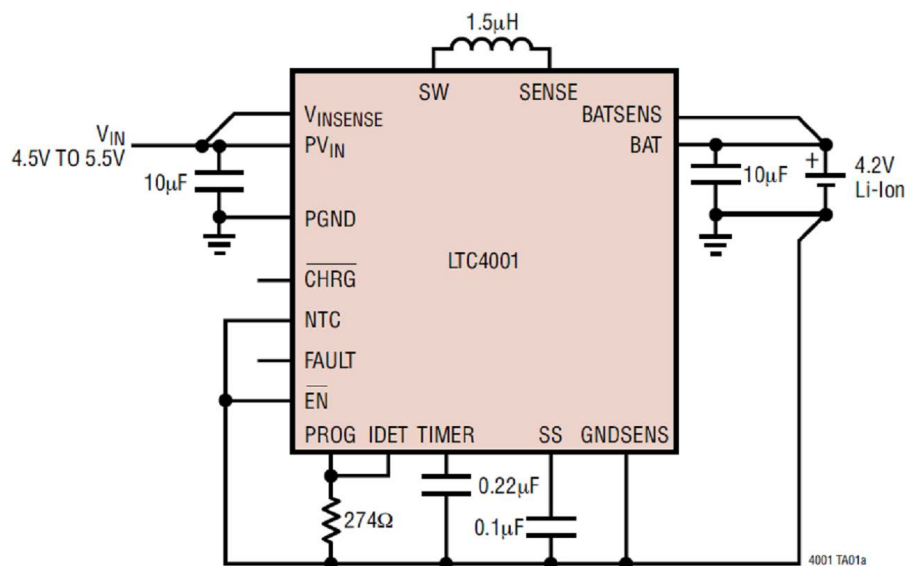 1.5μH
SW
SENSE
VINSENSE
BATSENS
VIN
4.5V TO 5.5V
PVIN
BAT
10μF
10μF
+
4.2V
Li-Ion
PGND
LTC4001
CHRG
NTC
FAULT
EN
PROG
IDET
TIMER
SS
GNDSENS
274Ω
0.22μF
0.1μF
4001 TA01a